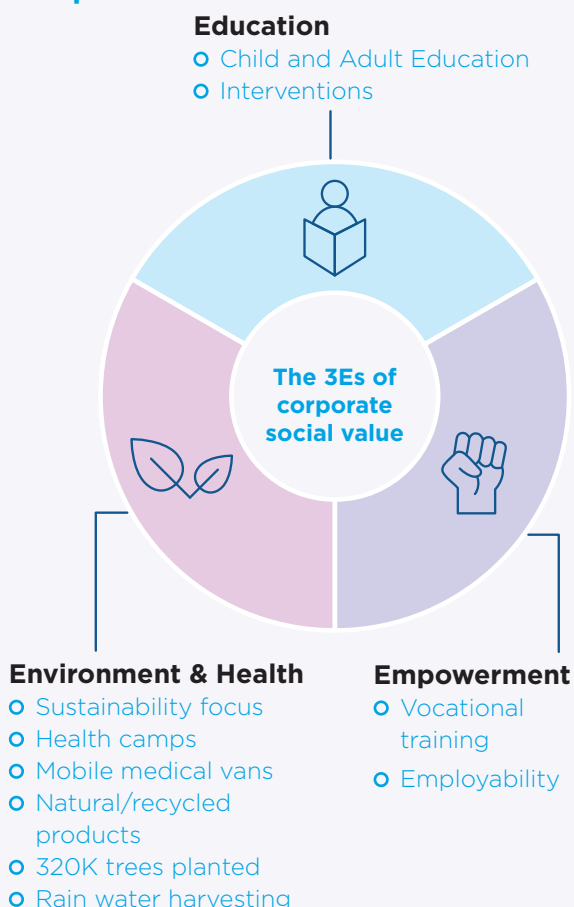 Education
Child and Adult Education
Interventions
The 3Es of
corporate
social value
Environment & Health
Sustainability focus
Health camps
Mobile medical vans
Natural/recycled
products
320K trees planted
Rain water harvesting
Empowerment
Vocational
training
Employability